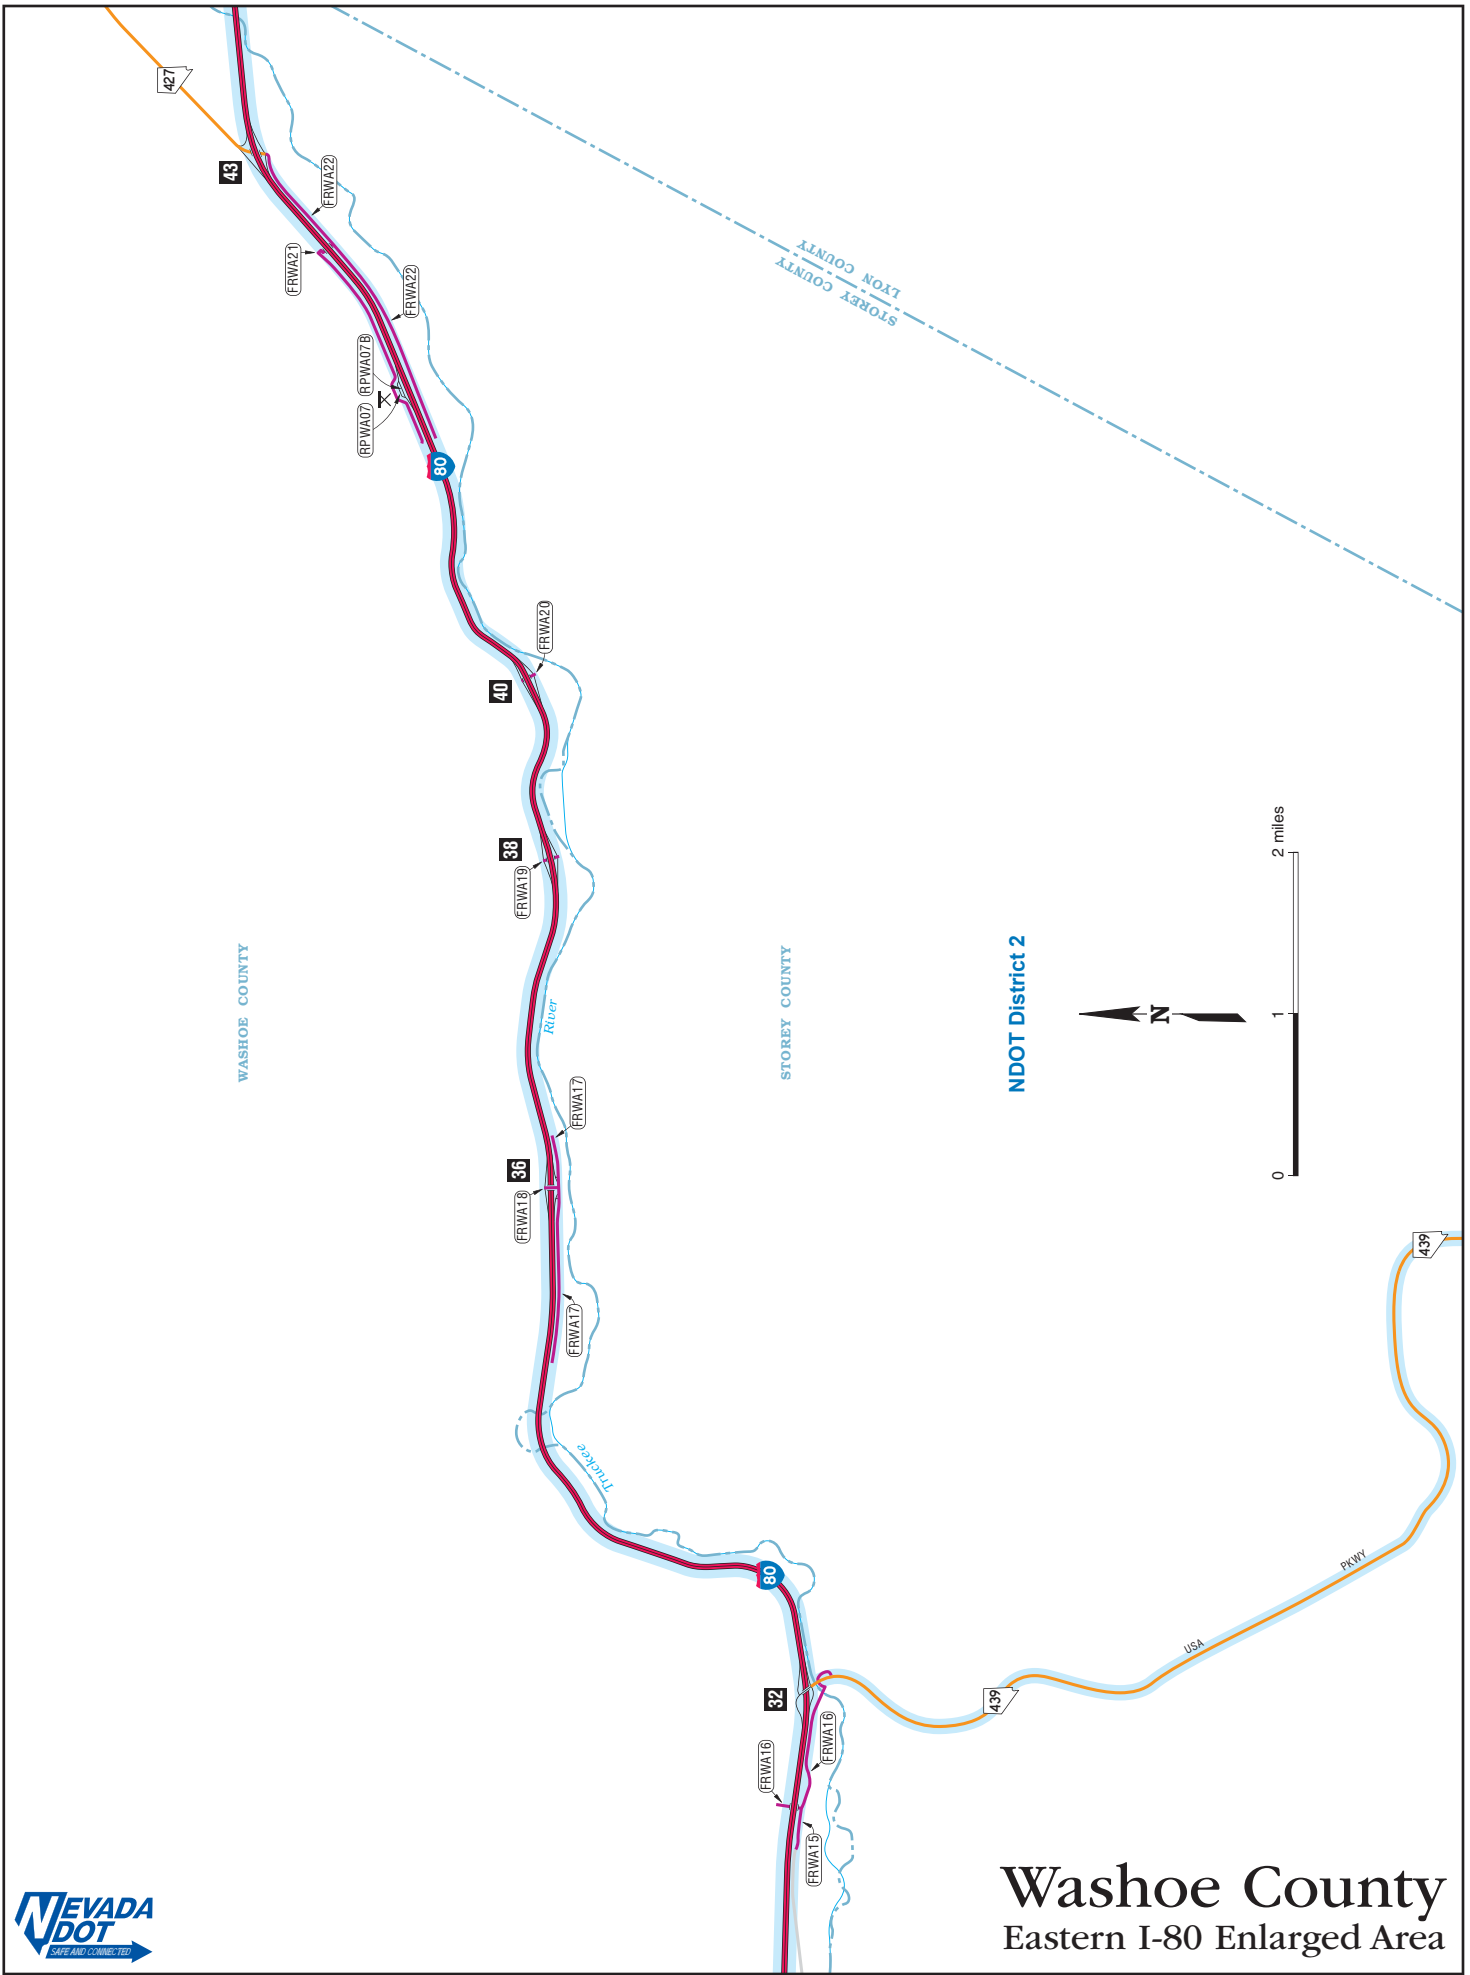 427
43
FRWA22
FRWA21
FRWA22
RPWA07B
RPWA07
80
LYON COUNTY
STOREY COUNTY
FRWA20
40
38
FRWA19
WASHOE COUNTY
River
STOREY COUNTY
NDOT District 2
N
0
1
2 miles
FRWA17
36
FRWA18
FRWA17
Truckee
80
439
USA
PKWY
439
32
FRWA16
FRWA16
FRWA15
NEVADA
DOT
SAFE AND CONNECTED
Washoe County
Eastern I-80 Enlarged Area